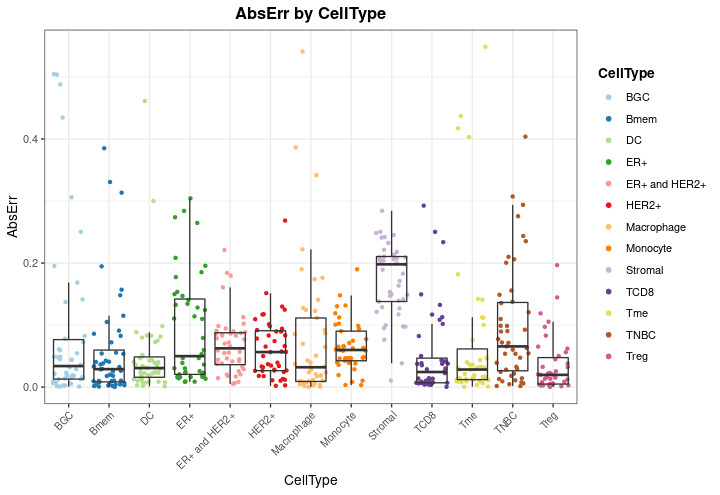 AbsErr by CellType
AbsErr
0.4
0.2
0.0
BGC
Bmem
DC
ER+
ER+ and HER2+
HER2+
Macrophage
Monocyte
Stromal
TCD8
Tme
TNBC
Treg
CellType
CellType
BGC
Bmem
DC
ER+
ER+ and HER2+
HER2+
Macrophage
Monocyte
Stromal
TCD8
Tme
TNBC
Treg